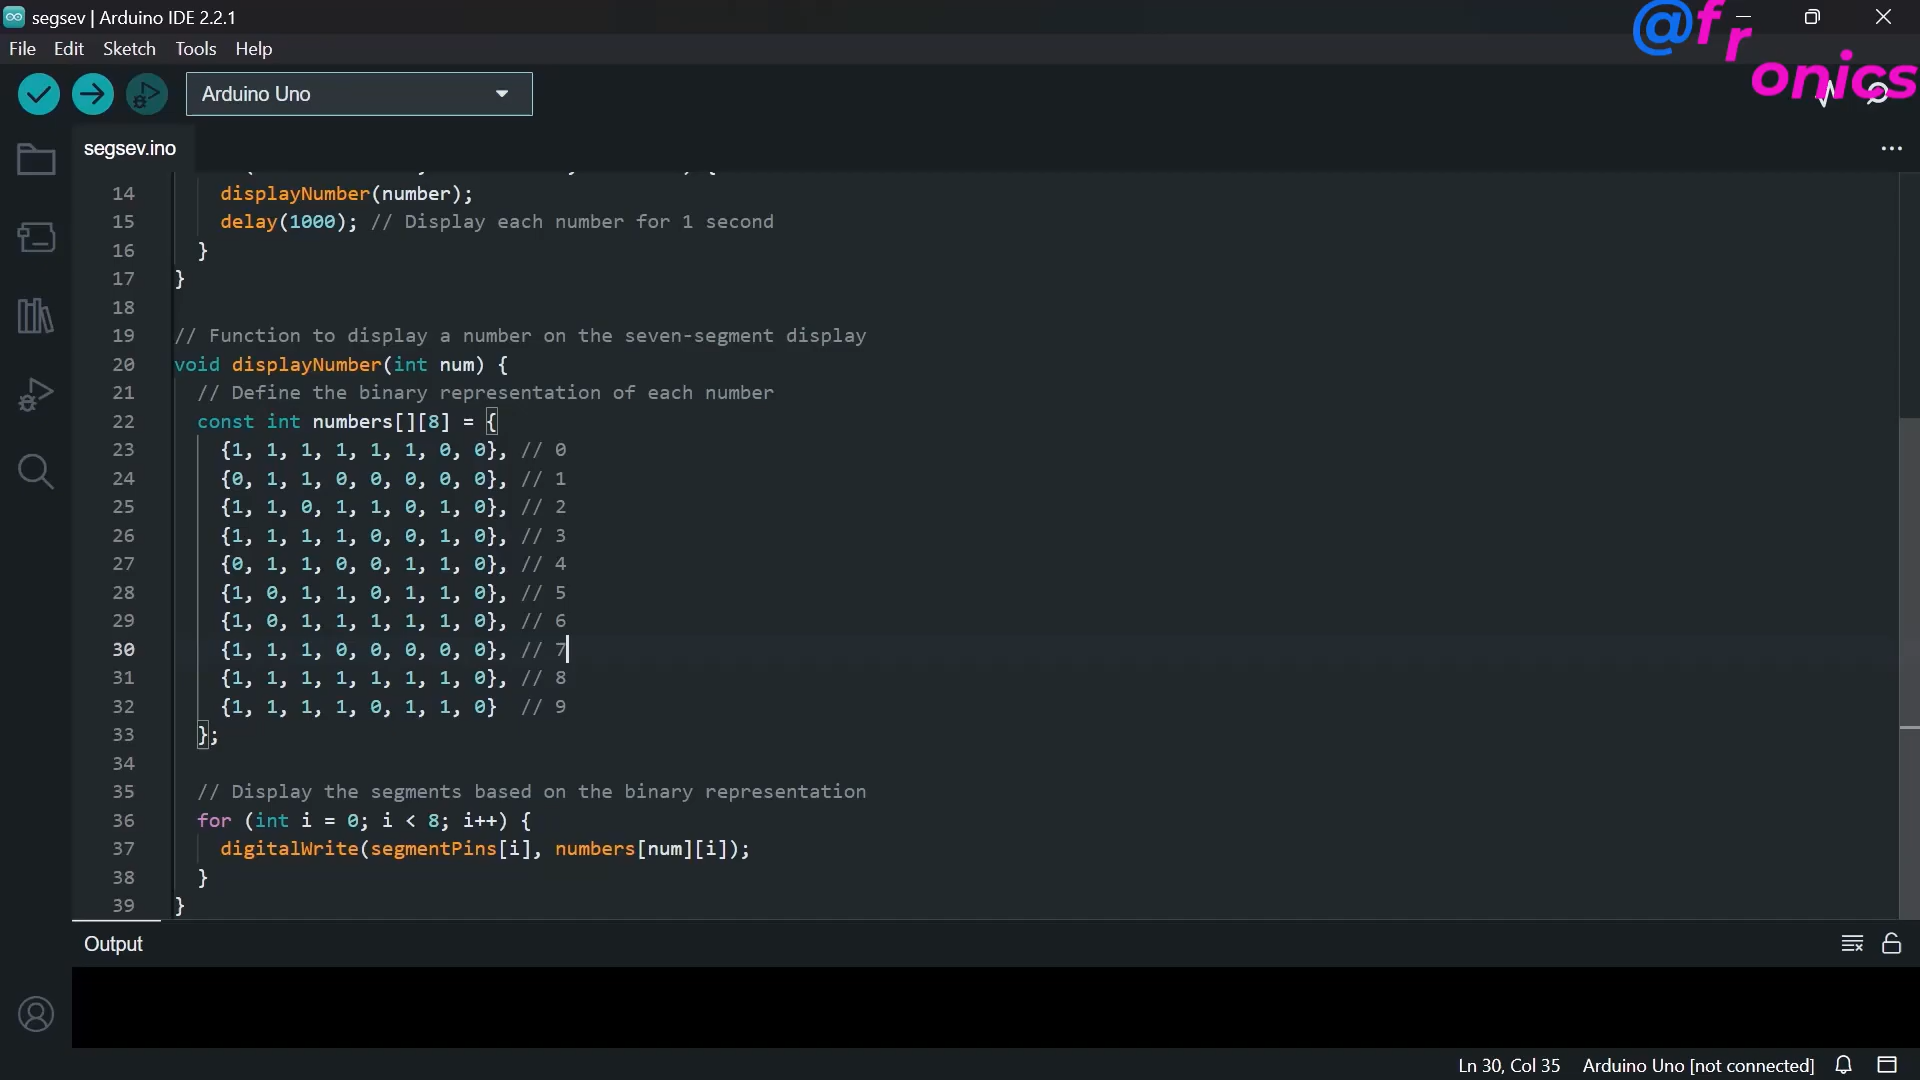 segsev | Arduino IDE 2.2.1
@fronics
File Edit Sketch Tools Help
Arduino Uno
segsev.ino
14 displayNumber(number);
15 delay(1000); // Display each number for 1 second
16 }
17 }
18
19 // Function to display a number on the seven-segment display
20 void displayNumber(int num) {
21 // Define the binary representation of each number
22 const int numbers[][8] = {
23 {1, 1, 1, 1, 1, 1, 0, 0}, // 0
24 {0, 1, 1, 0, 0, 0, 0, 0}, // 1
25 {1, 1, 0, 1, 1, 0, 1, 0}, // 2
26 {1, 1, 1, 1, 0, 0, 1, 0}, // 3
27 {0, 1, 1, 0, 0, 1, 1, 0}, // 4
28 {1, 0, 1, 1, 0, 1, 1, 0}, // 5
29 {1, 0, 1, 1, 1, 1, 1, 0}, // 6
30 {1, 1, 1, 0, 0, 0, 0, 0}, // 7
31 {1, 1, 1, 1, 1, 1, 1, 0}, // 8
32 {1, 1, 1, 1, 0, 1, 1, 0} // 9
33 };
34
35 // Display the segments based on the binary representation
36 for (int i = 0; i < 8; i++) {
37 digitalWrite(segmentPins[i], numbers[num][i]);
38 }
39 }
Output
Ln 30, Col 35 Arduino Uno [not connected]